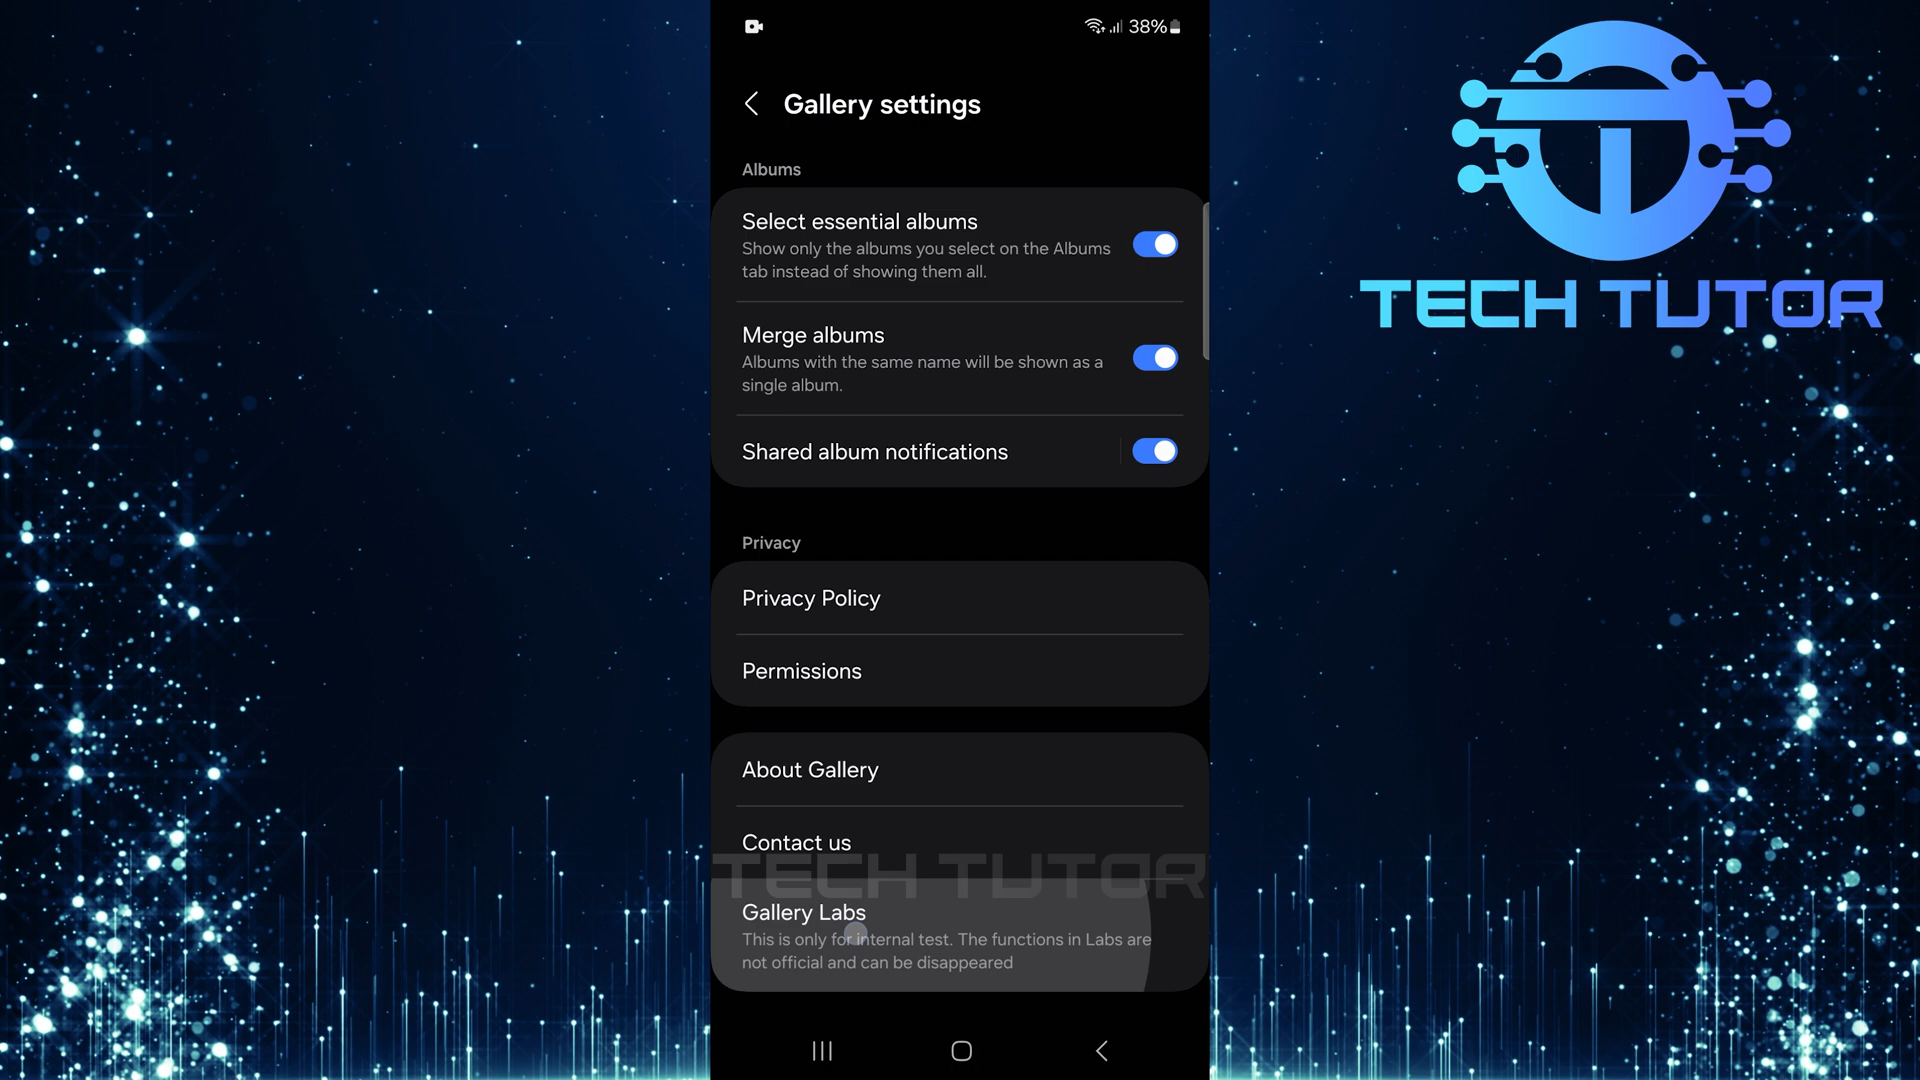 38%
Gallery settings
TECH TUTOR
Albums
Select essential albums
Show only the albums you select on the Albums
tab instead of showing them all.
Merge albums
Albums with the same name will be shown as a
single album.
Shared album notifications
Privacy
Privacy Policy
Permissions
About Gallery
Contact us
TECH TUTOR
Gallery Labs
This is only for internal test. The functions in Labs are
not official and can be disappeared